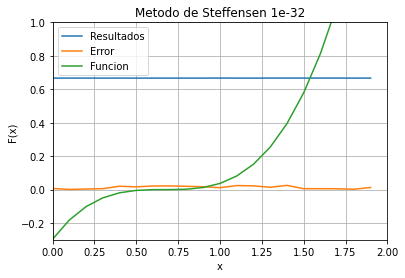 Metodo de Steffensen 1e-32
Resultados
Error
Funcion
1.0
0.8
0.6
0.4
0.2
0.0
−0.2
F(x)
0.00 0.25 0.50 0.75 1.00 1.25 1.50 1.75 2.00
x